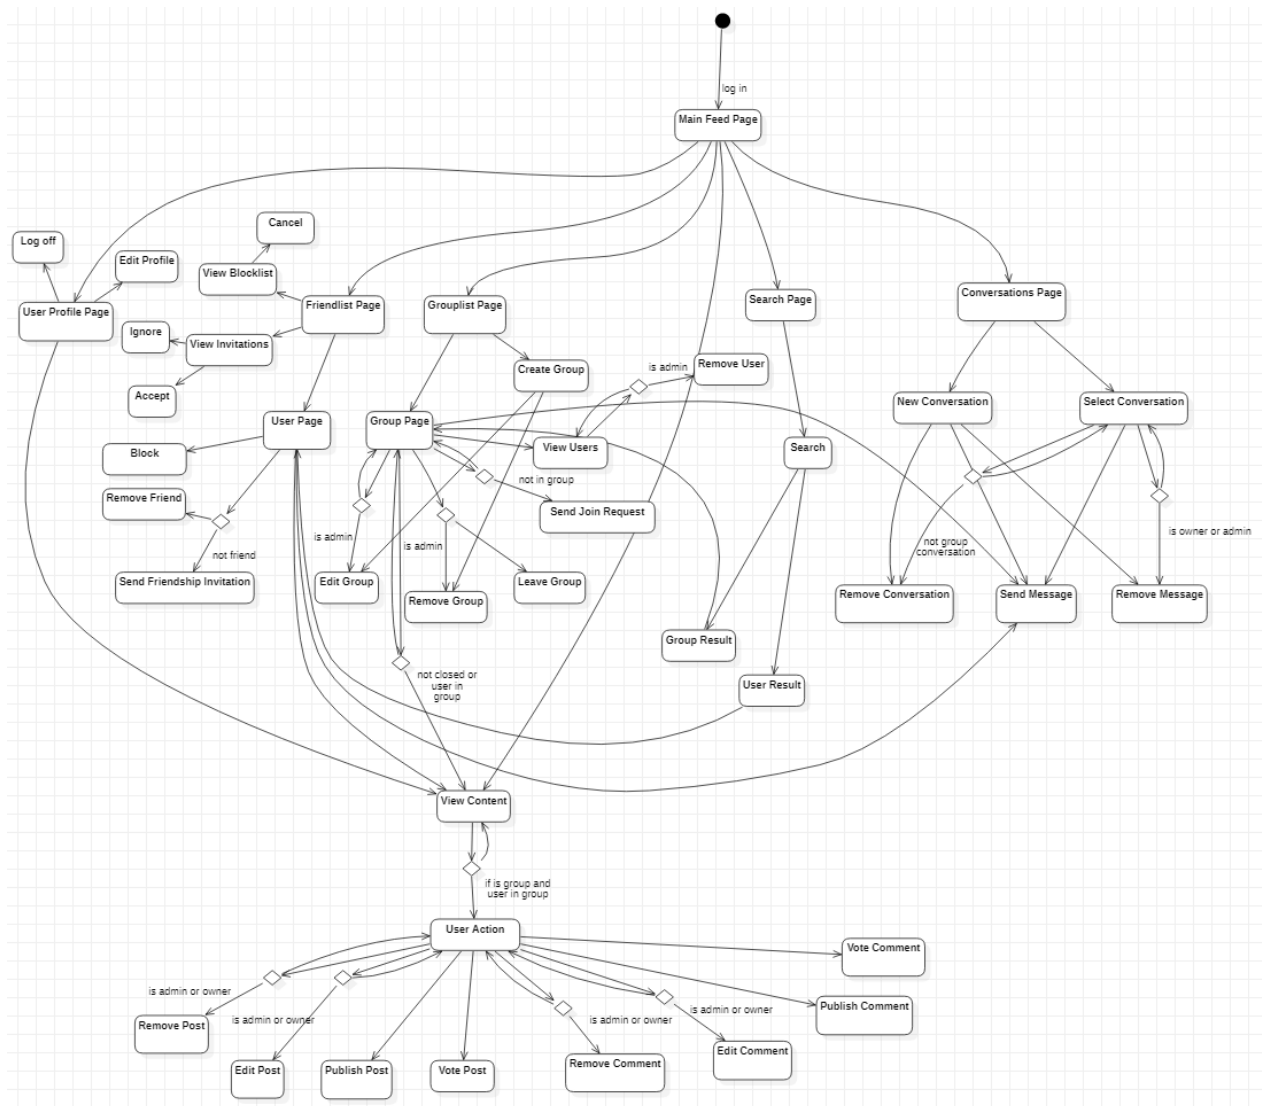 log in
Main Feed Page
Cancel
Log off
Edit Profile
View Blocklist
User Profile Page
Friendlist Page
Grouplist Page
Search Page
Conversations Page
Ignore
View Invitations
Create Group
is admin
Remove User
Accept
User Page
Group Page
New Conversation
Select Conversation
Block
View Users
Search
Remove Friend
not in group
Send Join Request
is admin
is admin
not friend
not group
conversation
is owner or admin
Send Friendship Invitation
Edit Group
Remove Group
Leave Group
Remove Conversation
Send Message
Remove Message
Group Result
not closed or
user in
group
User Result
View Content
if is group and
user in group
User Action
Vote Comment
is admin or owner
Remove Post
is admin or owner
is admin or owner
is admin or owner
Publish Comment
Edit Post
Publish Post
Vote Post
Remove Comment
Edit Comment